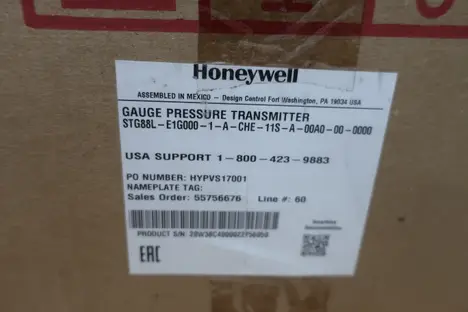 Honeywell
ASSEMBLED IN MEXICO – Design Control Fort Washington, PA 19034 USA
GAUGE PRESSURE TRANSMITTER
STG88L-E1G000-1-A-CHE-11S-A-00A0-00-0000
USA SUPPORT 1-800-423-9883
PO NUMBER: HYPVS17001
NAMEPLATE TAG:
Sales Order: 55756676 Line #: 60
PRODUCT S/N:
EAC